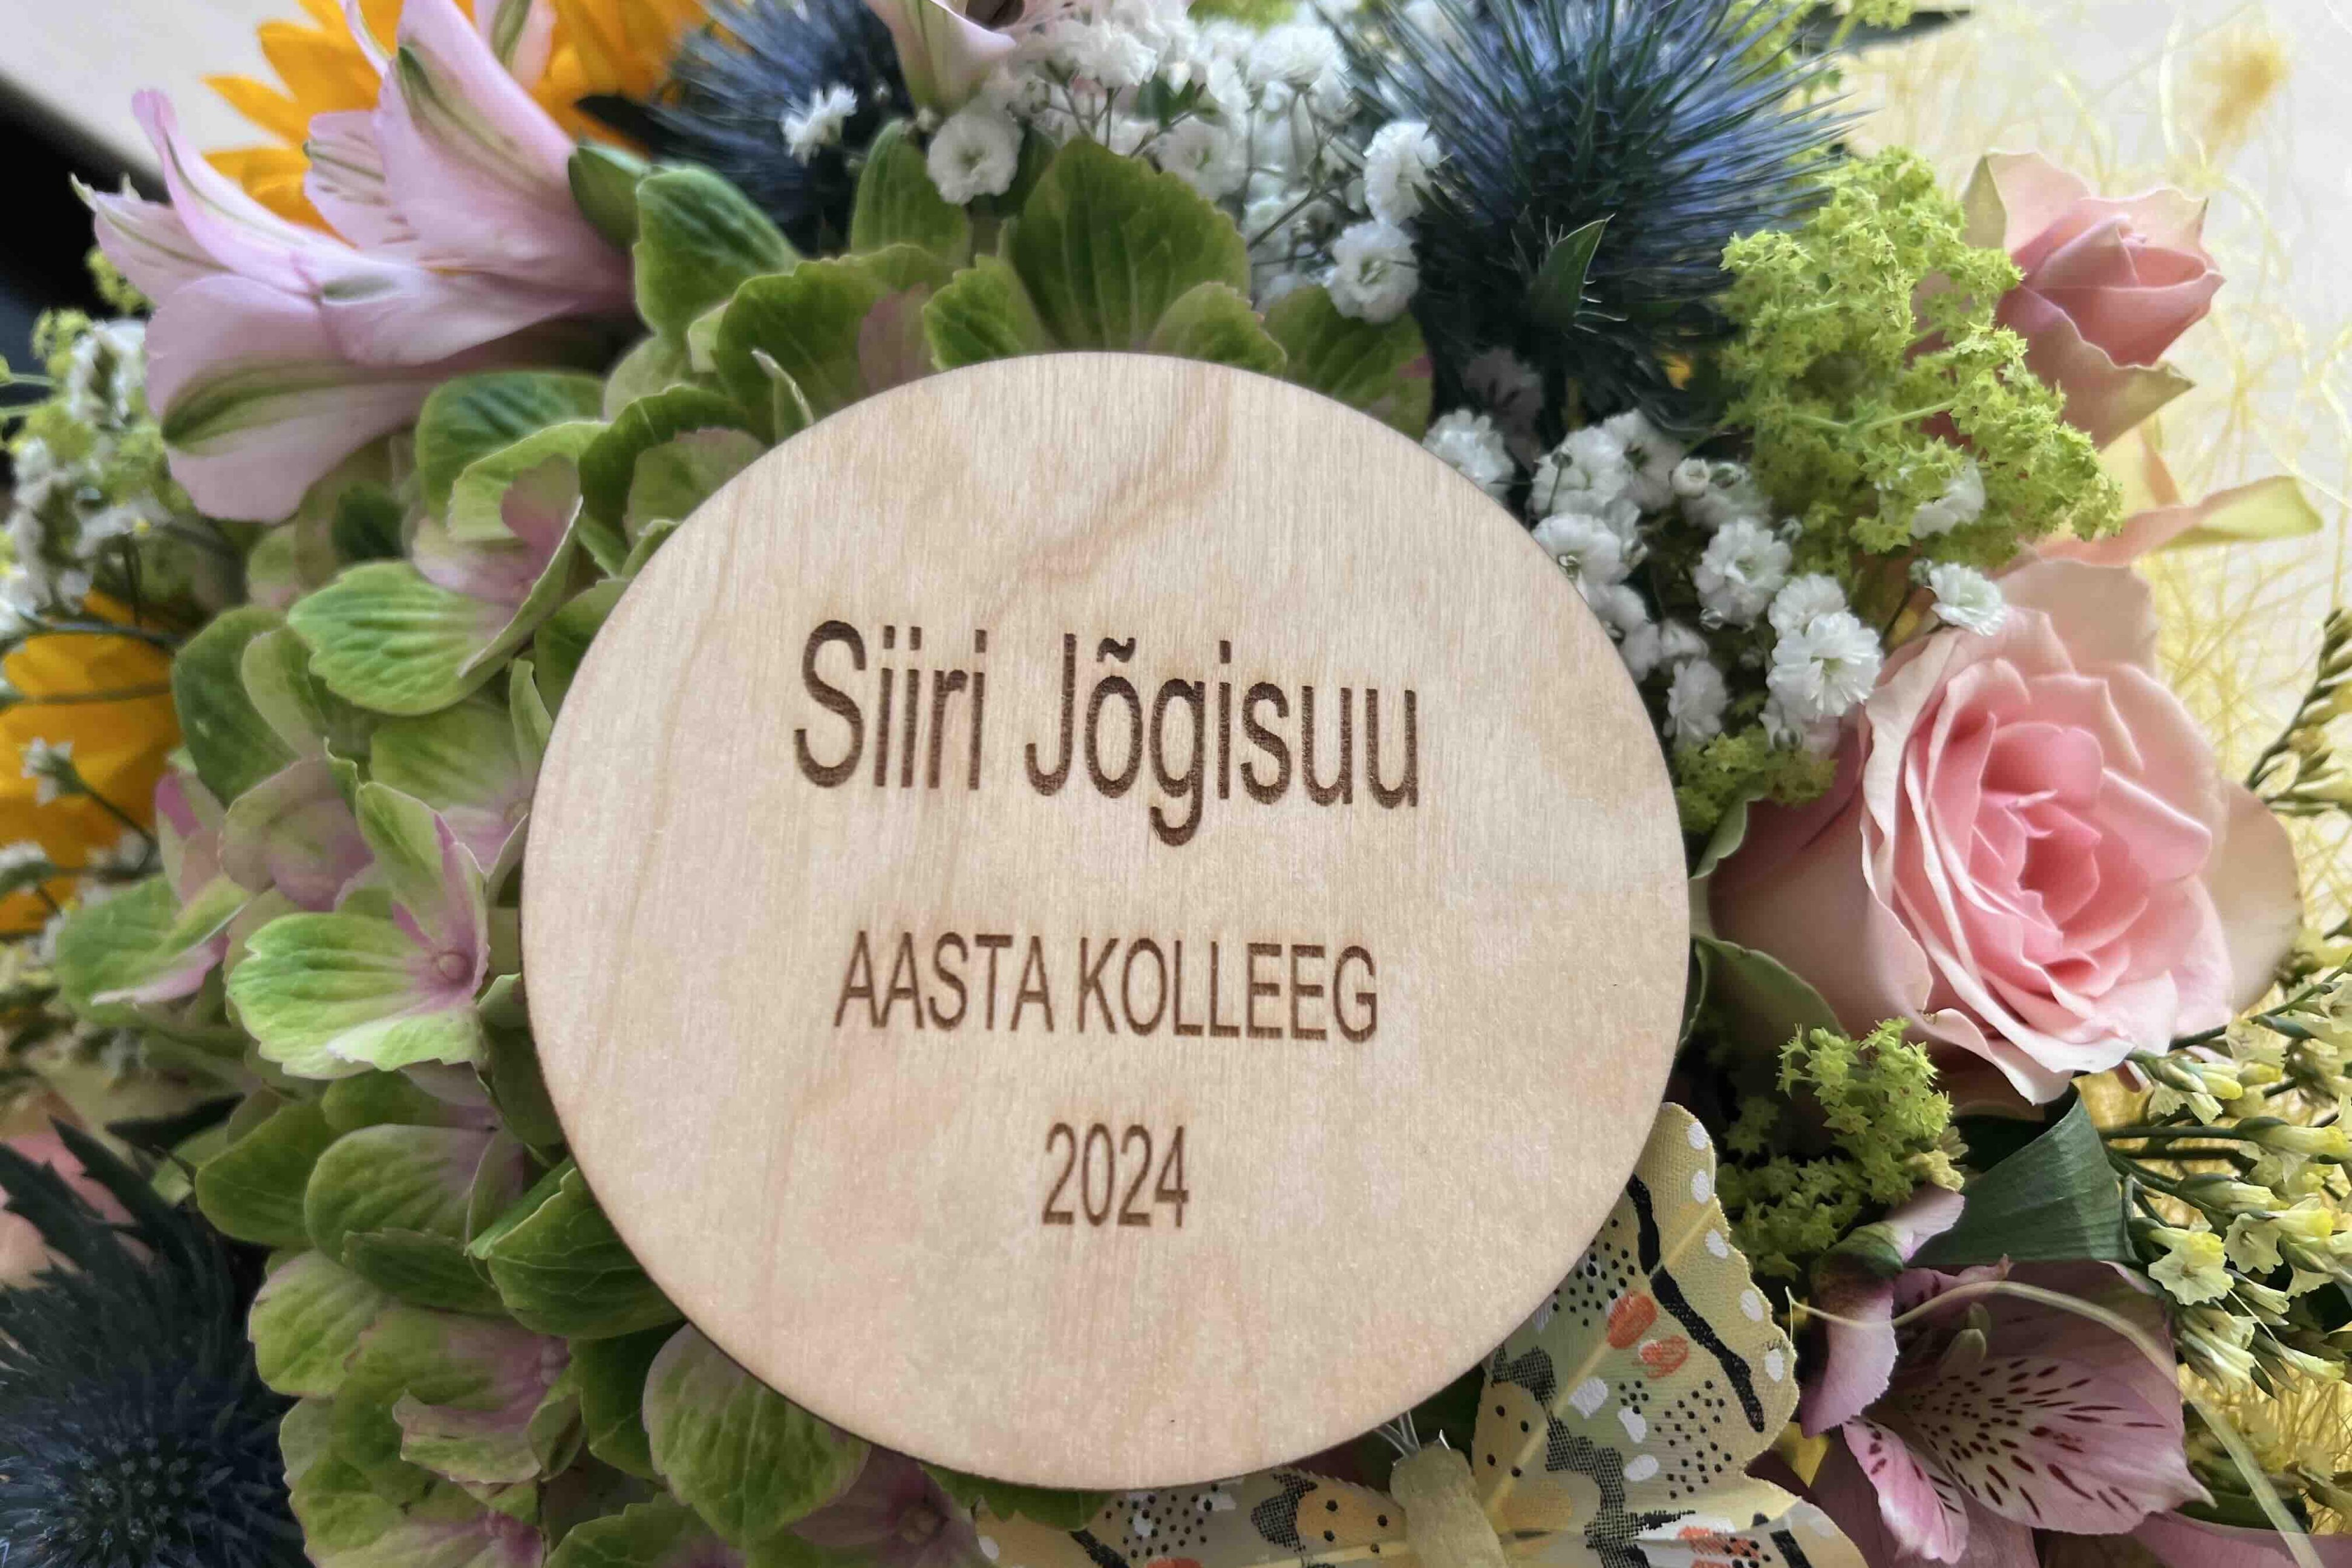 Siiri Jõgisuu
AASTA KOLLEEG
2024